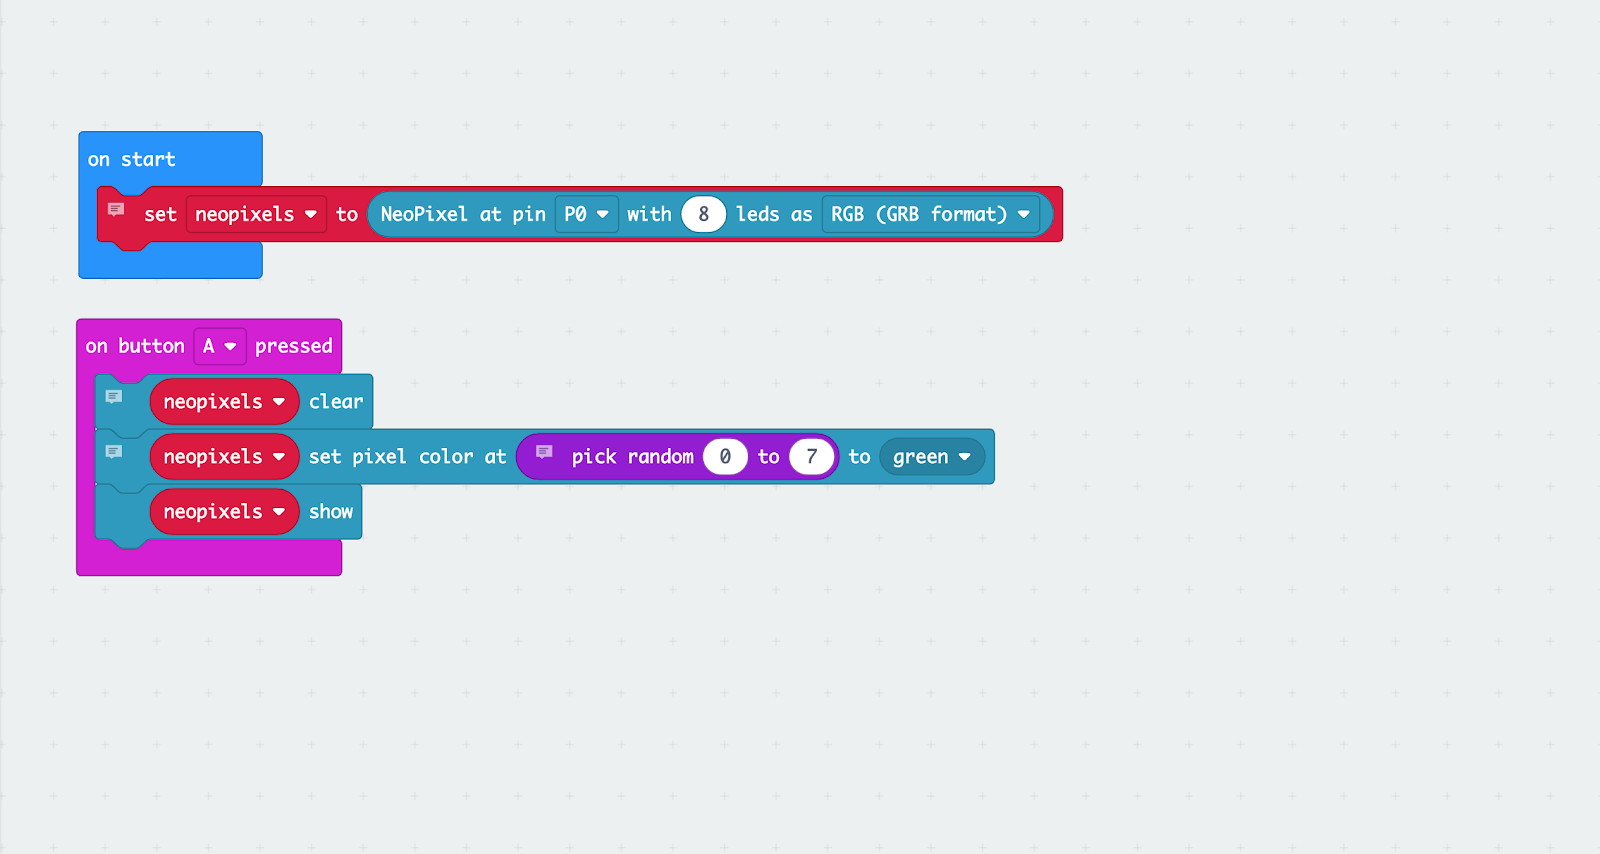 on start
set neopixels to NeoPixel at pin P0 with 8 leds as RGB (GRB format)
on button A pressed
neopixels clear
neopixels set pixel color at pick random 0 to 7 to green
neopixels show